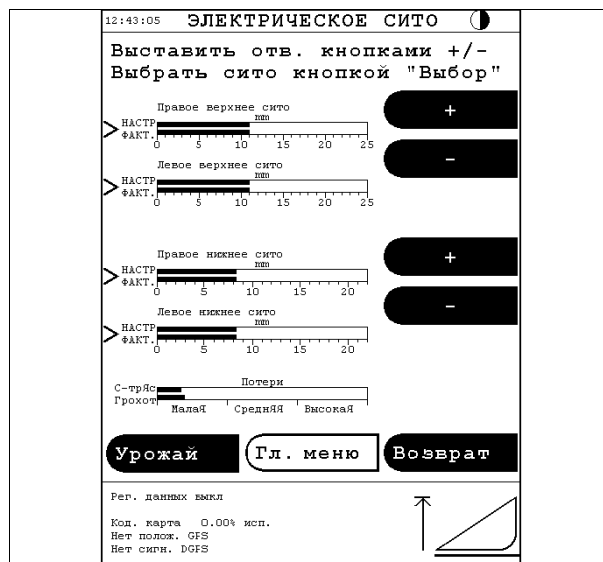 12:43:05 ЭЛЕКТРИЧЕСКОЕ СИТО
Выставить отв. кнопками +/-
Выбрать сито кнопкой "Выбор"
Правое верхнее сито
mm
НАСТР
ФАКТ.
0 5 10 15 20 25
+
Левое верхнее сито
mm
НАСТР
ФАКТ.
0 5 10 15 20 25
-
Правое нижнее сито
mm
НАСТР
ФАКТ.
0 5 10 15 20
+
Левое нижнее сито
mm
НАСТР
ФАКТ.
0 5 10 15 20
-
Потери
С-трЯс
Грохот
МалаЯ СреднЯЯ ВысокаЯ
Урожай Гл. меню Возврат
Рег. данных выкл
Код. карта 0.00% исп.
Нет полож. GPS
Нет сигн. DGPS